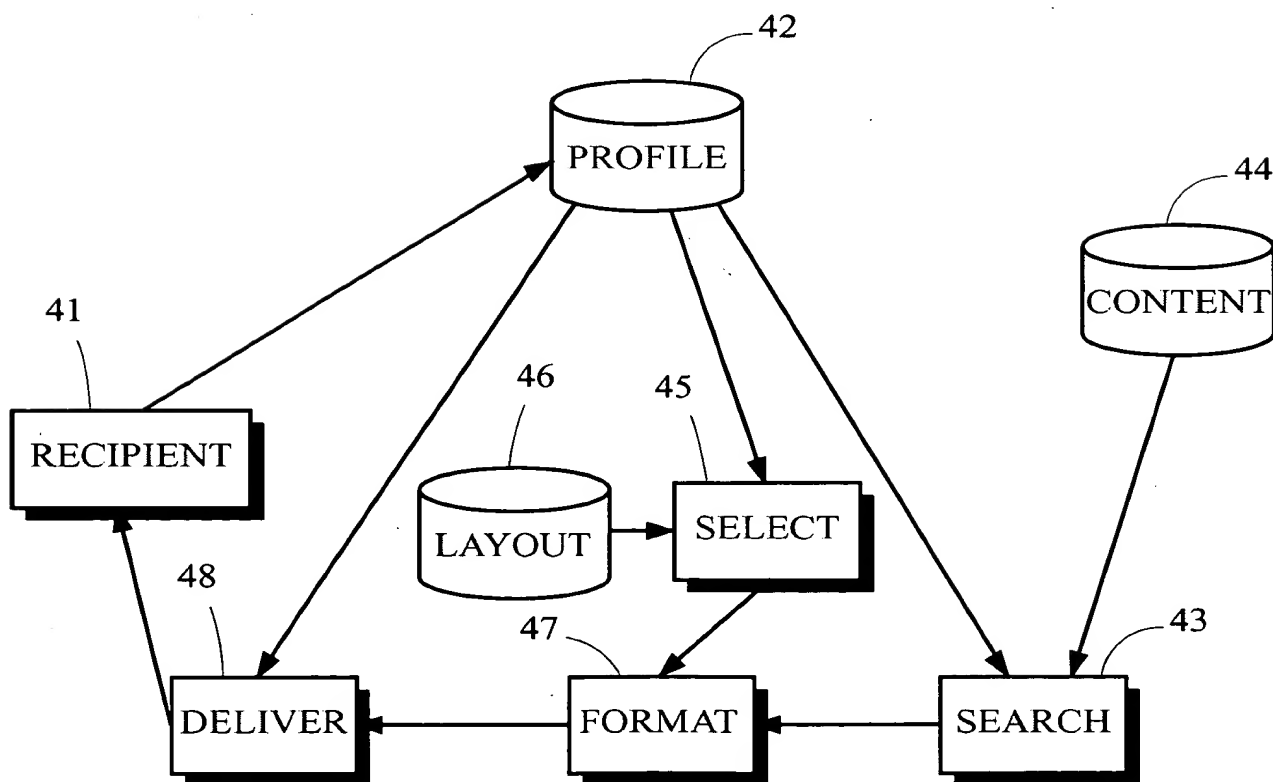 42
PROFILE
44
CONTENT
41
RECIPIENT
46
LAYOUT
45
SELECT
48
DELIVER
47
FORMAT
43
SEARCH